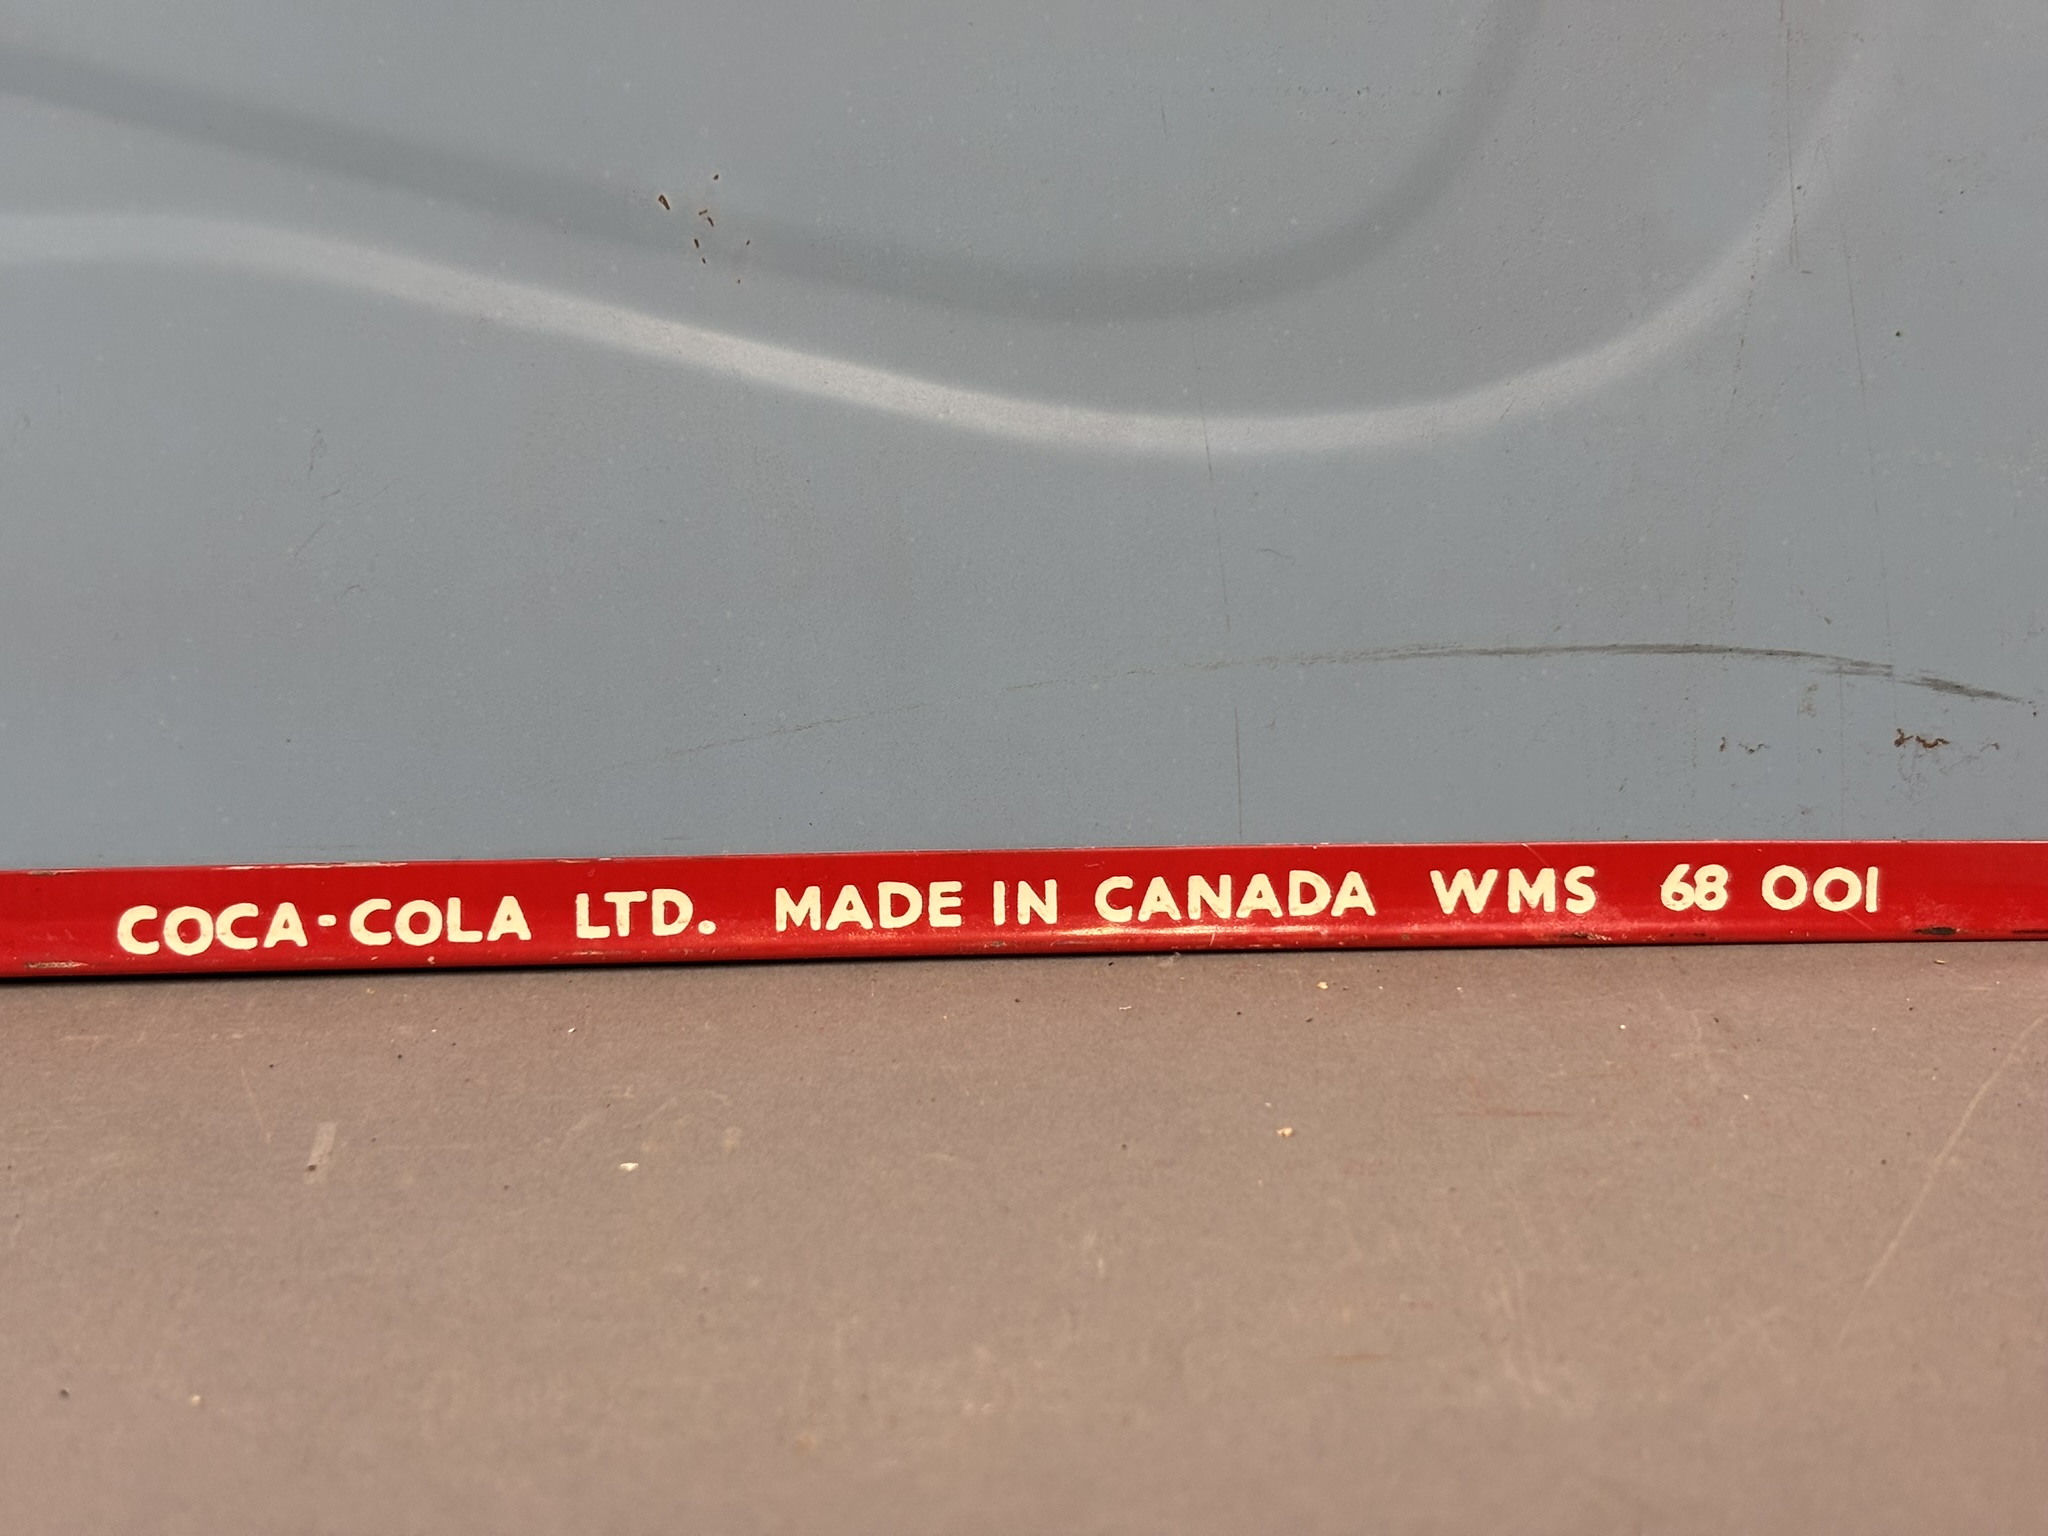 COCA-COLA LTD. MADE IN CANADA WMS 68 001